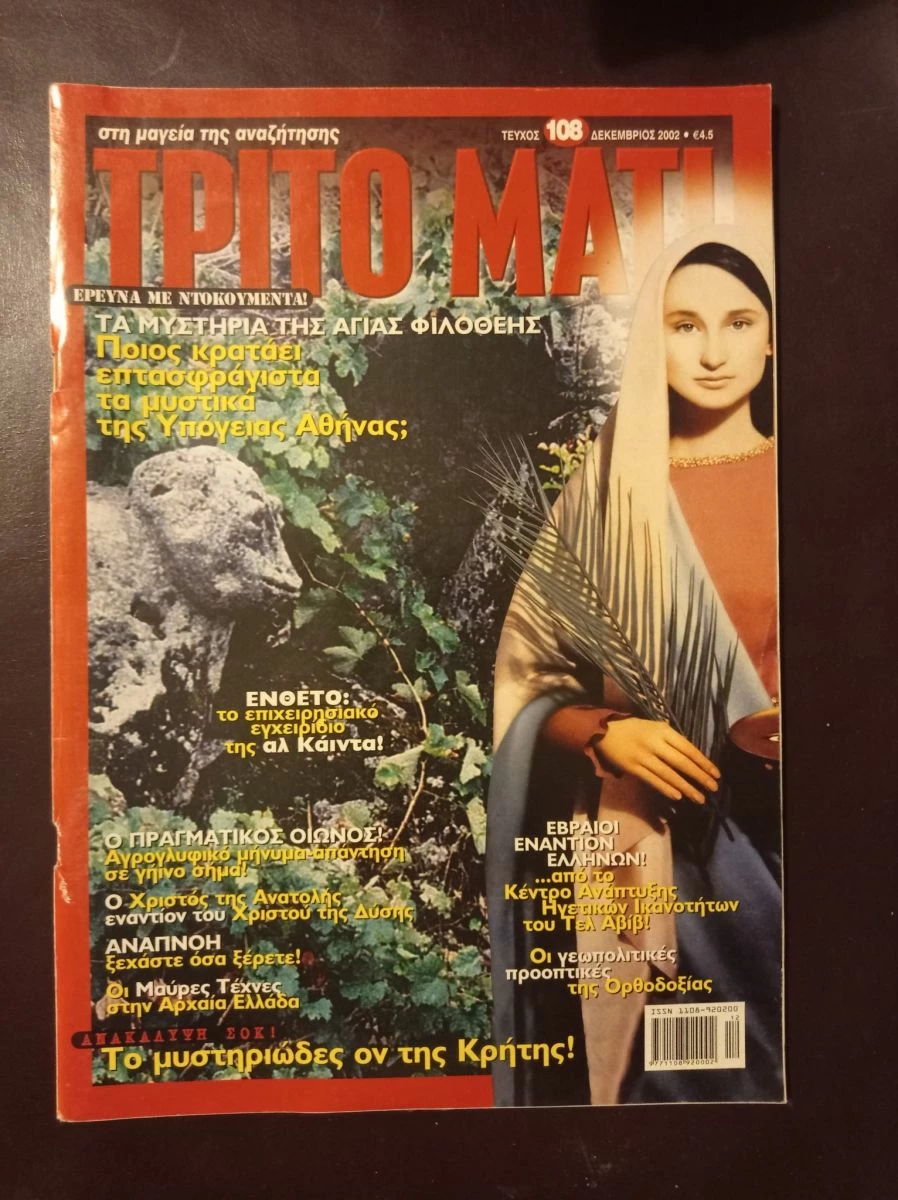 στη μαγεία της αναζήτησης
ΤΕΥΧΟΣ 108 ΔΕΚΕΜΒΡΙΟΣ 2002 • €4.5
ΤΡΙΤΟ ΜΑΤΙ
ΕΡΕΥΝΑ ΜΕ ΝΤΟΚΟΥΜΕΝΤΑ!
ΤΑ ΜΥΣΤΗΡΙΑ ΤΗΣ ΑΓΙΑΣ ΦΙΛΟΘΕΗΣ
Ποιος κρατάει
επτασφράγιστα
τα μυστικά
της Υπόγειας Αθήνας;
ΕΝΘΕΤΟ:
το επιχειρησιακό
εγχειρίδιο
της αλ Κάιντα!
Ο ΠΡΑΓΜΑΤΙΚΟΣ ΟΙΩΝΟΣ!
Αγρογλυφικό μήνυμα-απάντηση
σε γήινο σήμα!
Ο Χριστός της Ανατολής
εναντίον του Χριστού της Δύσης
ΑΝΑΠΝΟΗ
ξεχάστε όσα ξέρετε!
Οι Μαύρες Τέχνες
στην Αρχαία Ελλάδα
ΕΒΡΑΙΟΙ
ΕΝΑΝΤΙΟΝ
ΕΛΛΗΝΩΝ!
...από το
Κέντρο Ανάπτυξης
Ηγετικών Ικανοτήτων
του Τελ Αβίβ!
Οι γεωπολιτικές
προοπτικές
της Ορθοδοξίας
ΑΝΑΚΑΛΥΨΗ ΣΟΚ!
Το μυστηριώδες ον της Κρήτης!
ISSN 1108-920200
12
9771108920002